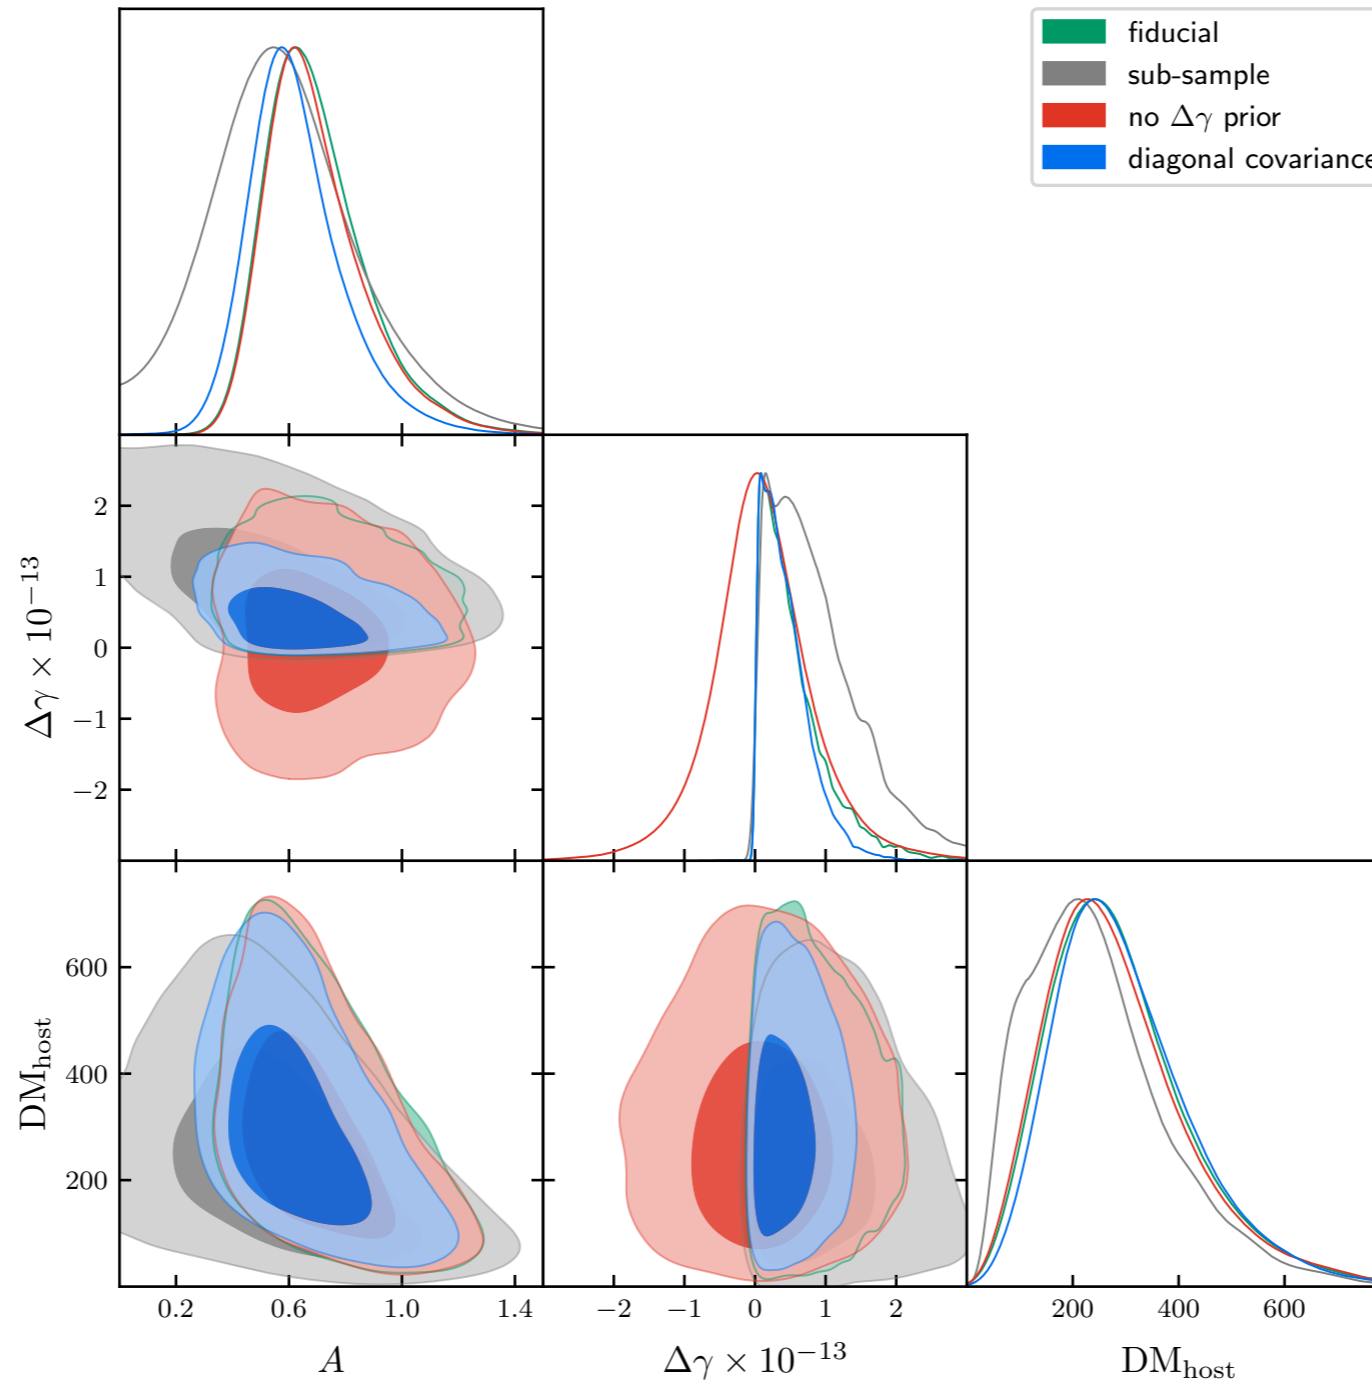 fiducial
sub-sample
no Δγ prior
diagonal covariance
2
1
0
−1
−2
Δγ × 10⁻¹³
600
400
200
DM_host
0.2 0.6 1.0 1.4
−2 −1 0 1 2
200 400 600
A
Δγ × 10⁻¹³
DM_host